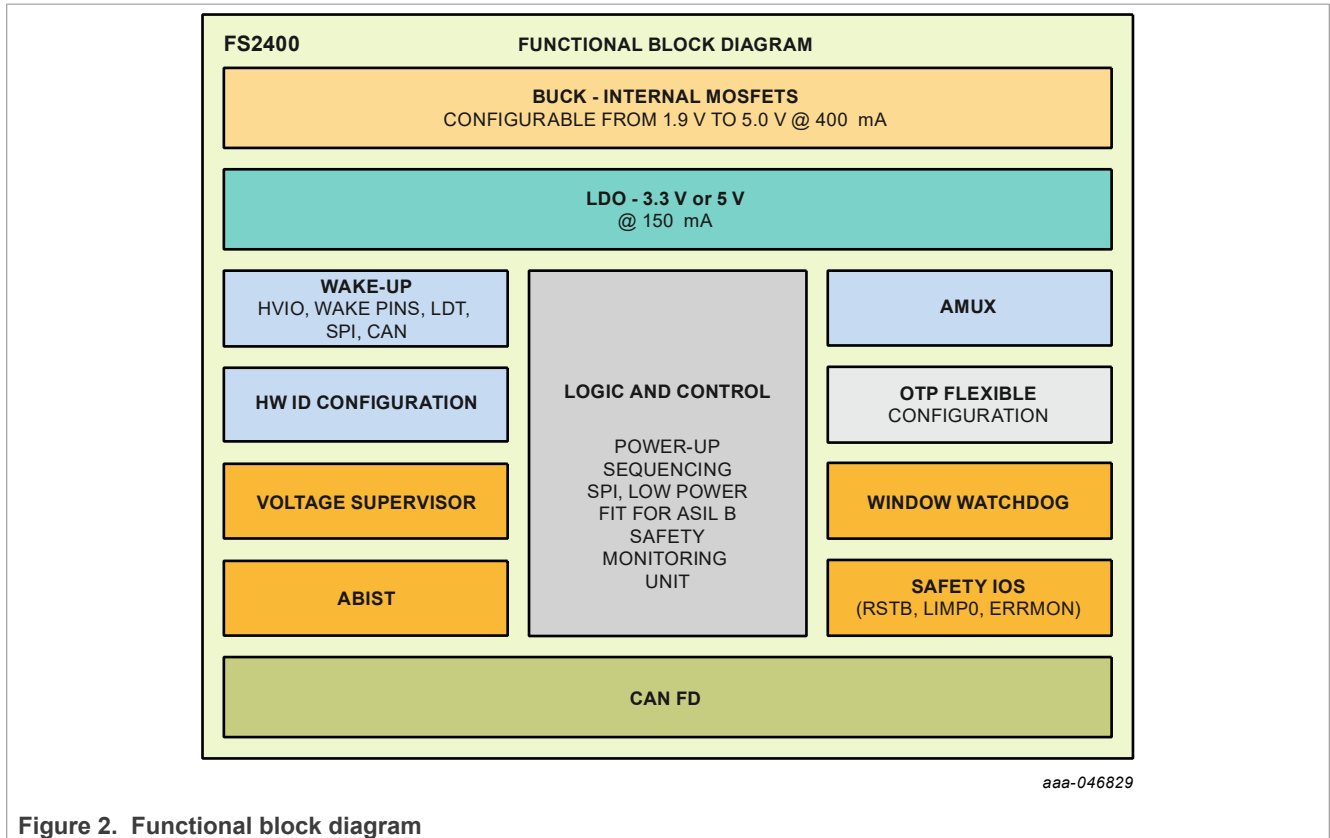 FS2400
FUNCTIONAL BLOCK DIAGRAM
BUCK - INTERNAL MOSFETS
CONFIGURABLE FROM 1.9 V TO 5.0 V @ 400 mA
LDO - 3.3 V or 5 V
@ 150 mA
WAKE-UP
HVIO, WAKE PINS, LDT,
SPI, CAN
HW ID CONFIGURATION
VOLTAGE SUPERVISOR
ABIST
LOGIC AND CONTROL
POWER-UP
SEQUENCING
SPI, LOW POWER
FIT FOR ASIL B
SAFETY
MONITORING
UNIT
AMUX
OTP FLEXIBLE
CONFIGURATION
WINDOW WATCHDOG
SAFETY IOS
(RSTB, LIMP0, ERRMON)
CAN FD
aaa-046829
Figure 2. Functional block diagram